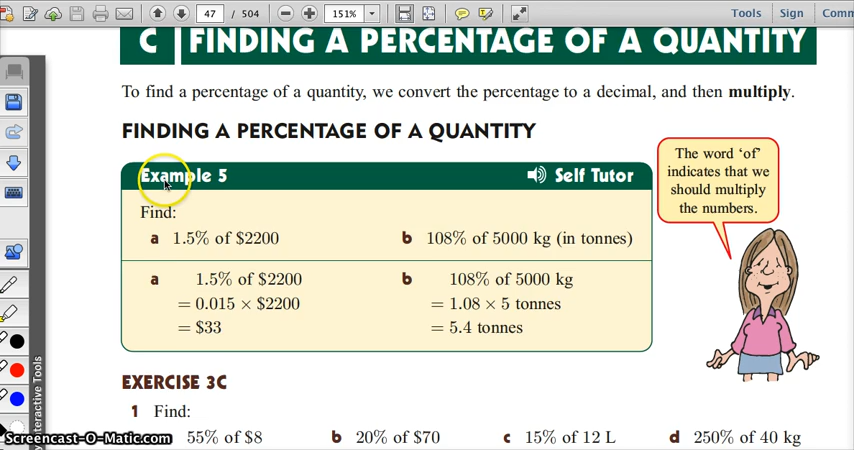 47 / 504
151%
Tools Sign Comm
C FINDING A PERCENTAGE OF A QUANTITY
To find a percentage of a quantity, we convert the percentage to a decimal, and then multiply.
FINDING A PERCENTAGE OF A QUANTITY
Example 5 Self Tutor
Find:
a 1.5% of $2200 b 108% of 5000 kg (in tonnes)
a 1.5% of $2200 b 108% of 5000 kg
= 0.015 × $2200 = 1.08 × 5 tonnes
= $33 = 5.4 tonnes
The word 'of'
indicates that we
should multiply
the numbers.
EXERCISE 3C
1 Find:
55% of $8 b 20% of $70 c 15% of 12 L d 250% of 40 kg
Interactive Tools
Screencast-O-Matic.com